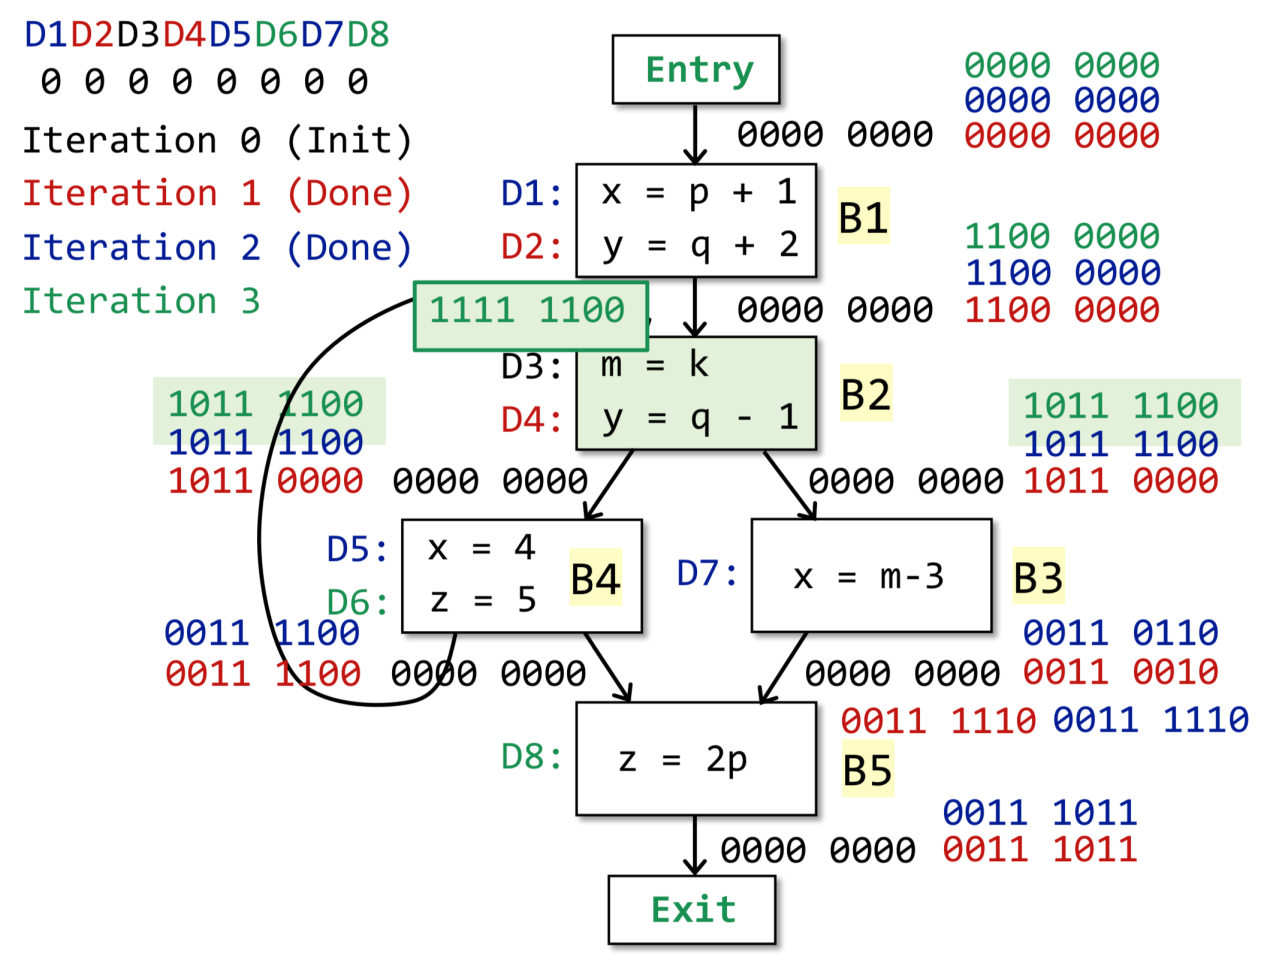 D1D2D3D4D5D6D7D8
0 0 0 0 0 0 0 0
Iteration 0 (Init)
Iteration 1 (Done)
Iteration 2 (Done)
Iteration 3
Entry
0000 0000
0000 0000
0000 0000
0000 0000
D1: x = p + 1
D2: y = q + 2
B1
1100 0000
1100 0000
0000 0000 1100 0000
1111 1100
D3: m = k
D4: y = q - 1
B2
1011 1100
1011 1100
1011 0000 0000 0000
1011 1100
1011 1100
0000 0000 1011 0000
D5: x = 4
D6: z = 5
B4
D7: x = m-3
B3
0011 1100
0011 1100 0000 0000
0011 0110
0000 0000 0011 0010
0011 1110 0011 1110
D8: z = 2p
B5
0011 1011
0000 0000 0011 1011
Exit